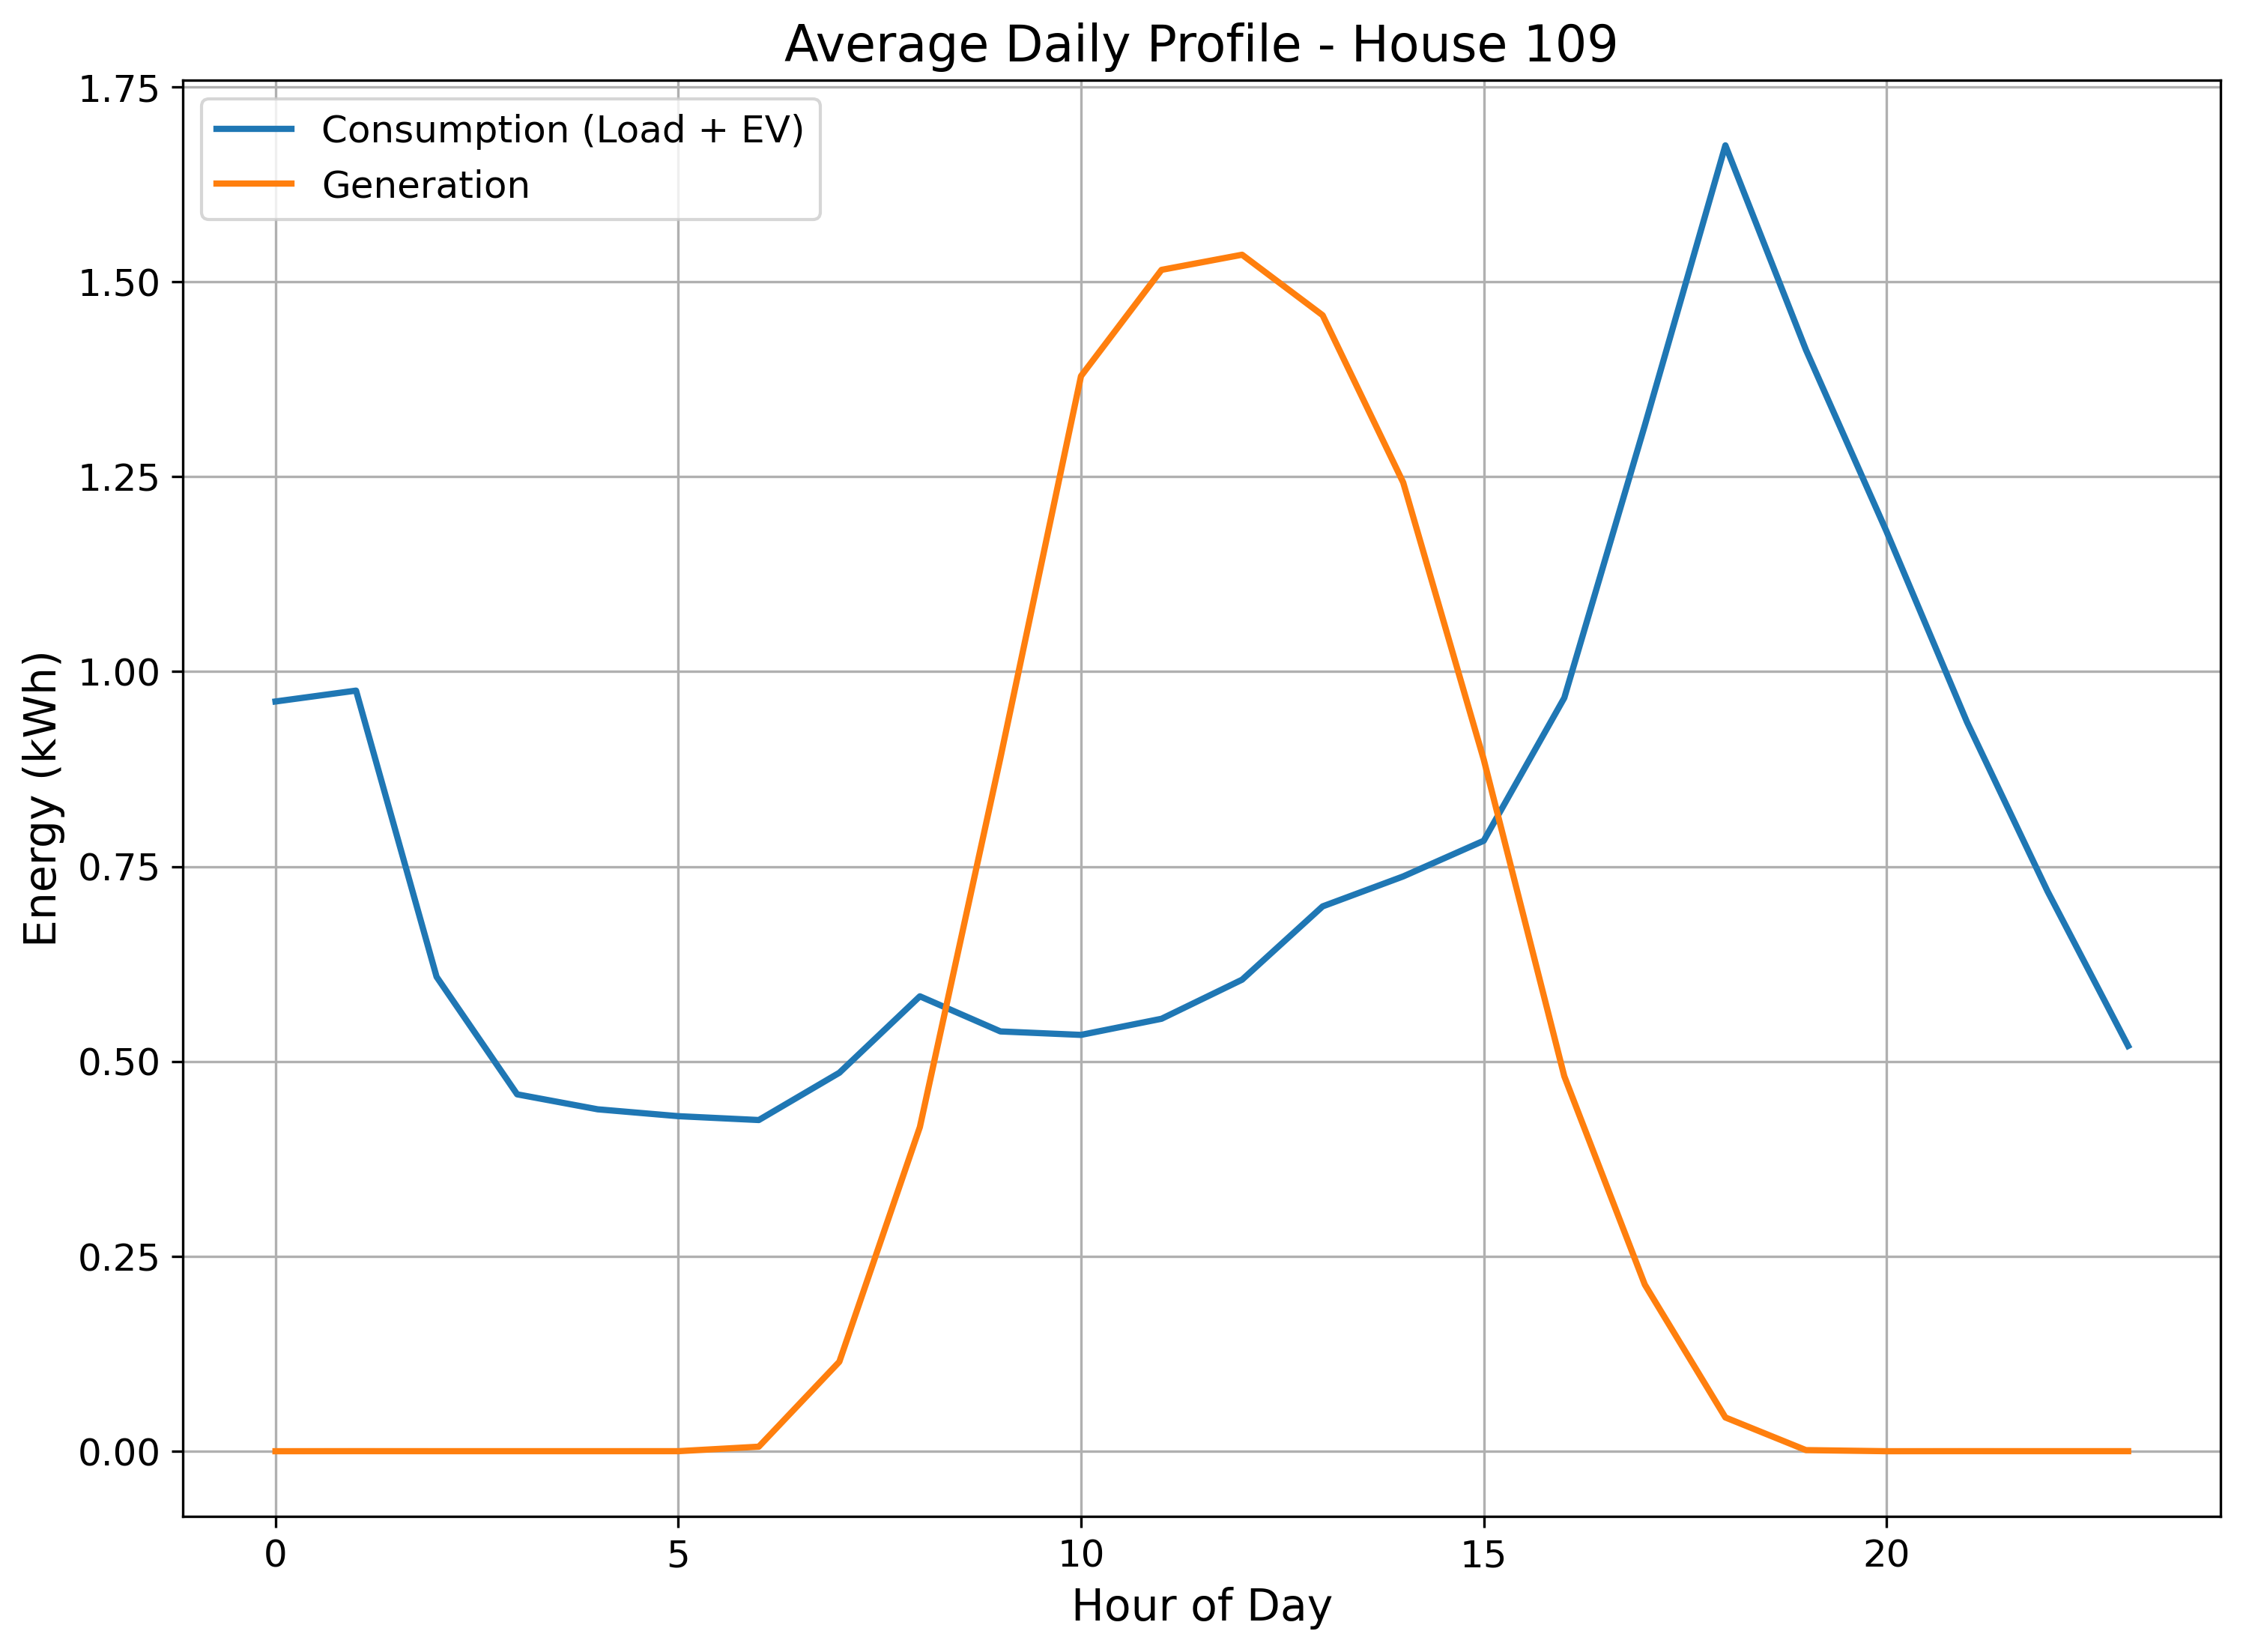 Average Daily Profile - House 109
Consumption (Load + EV)
Generation
Energy (kWh)
1.75
1.50
1.25
1.00
0.75
0.50
0.25
0.00
0 5 10 15 20
Hour of Day